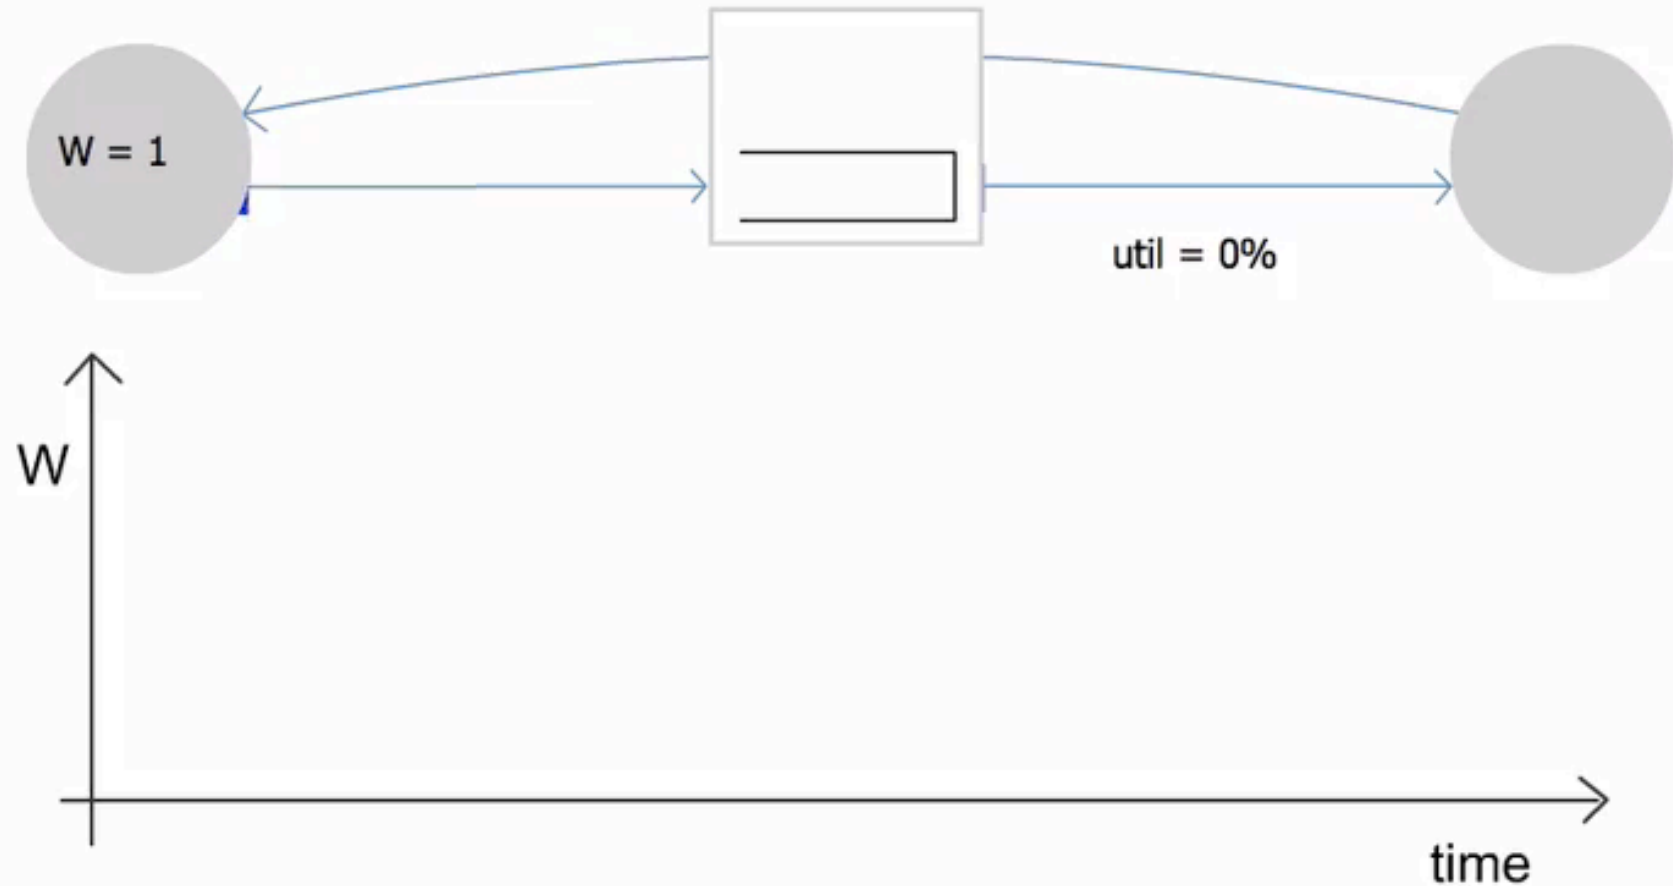 W = 1
util = 0%
W
time